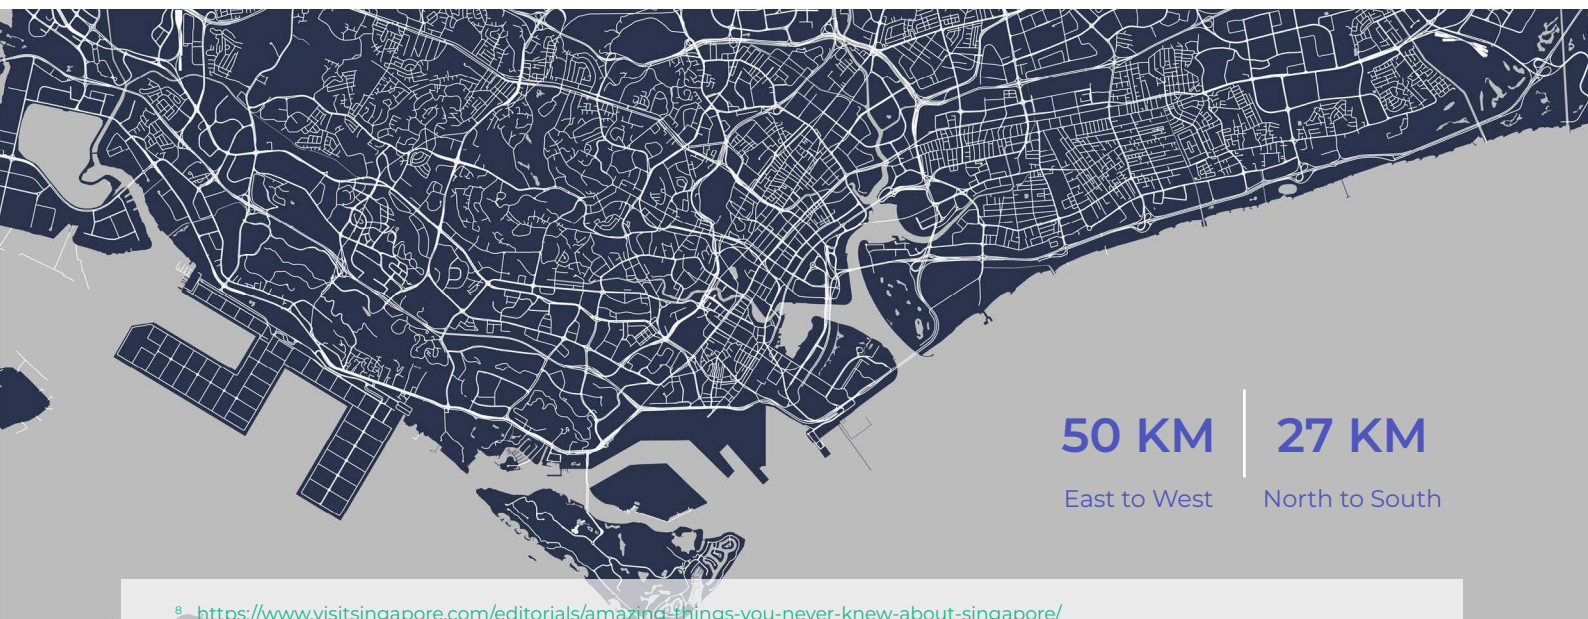 50 KM 27 KM
East to West North to South
8 https://www.visitsingapore.com/editorials/amazing-things-you-never-knew-about-singapore/